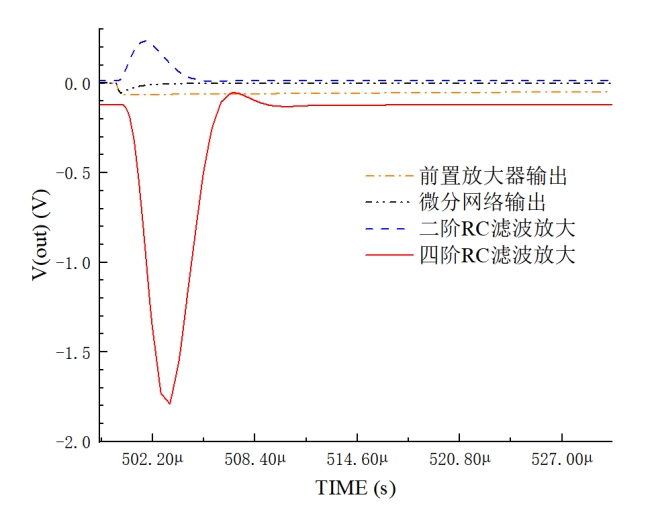 0.0
-0.5
-1.0
-1.5
-2.0
V(out) (V)
前置放大器输出
微分网络输出
二阶RC滤波放大
四阶RC滤波放大
502.20μ 508.40μ 514.60μ 520.80μ 527.00μ
TIME (s)